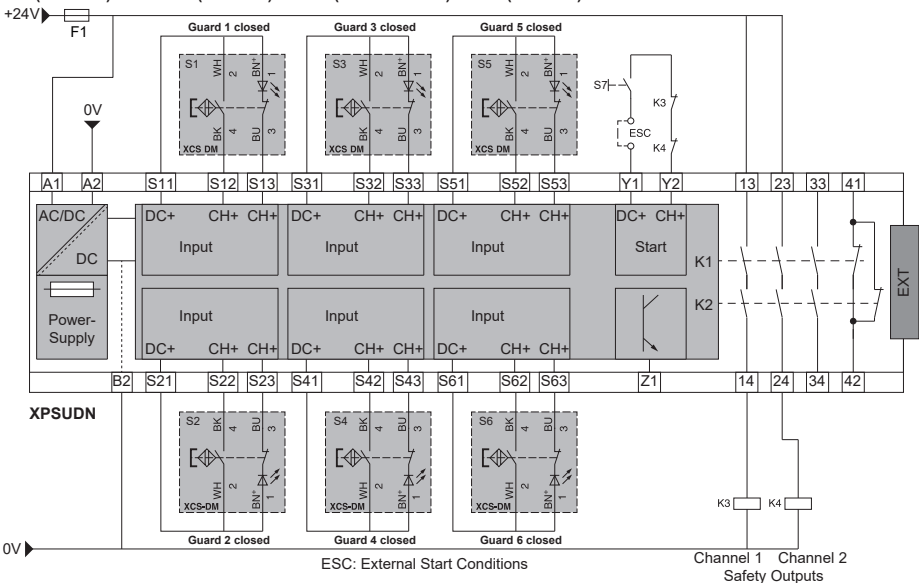 +24V
F1
0V
Guard 1 closed
Guard 3 closed
Guard 5 closed
S1 WH 2 BN+ 1
S3 WH 2 BN+ 1
S5 WH 2 BN+ 1
S7
K3
ESC
K4
BK 4 BU 3
BK 4 BU 3
BK 4 BU 3
XCS DM
XCS DM
XCS DM
A1 A2 S11 S12 S13 S31 S32 S33 S51 S52 S53 Y1 Y2 13 23 33 41
AC/DC
DC
DC+ CH+ CH+
DC+ CH+ CH+
DC+ CH+ CH+
DC+ CH+
Input
Input
Input
Start
K1
K2
EXT
Power-
Supply
Input
Input
Input
DC+ CH+ CH+
DC+ CH+ CH+
DC+ CH+ CH+
B2 S21 S22 S23 S41 S42 S43 S61 S62 S63 Z1 14 24 34 42
XPSUDN
S2 BK 4 BU 3
S4 BK 4 BU 3
S6 BK 4 BU 3
WH 2 BN+ 1
WH 2 BN+ 1
WH 2 BN+ 1
XCS-DM
XCS-DM
XCS-DM
K3
K4
Guard 2 closed
Guard 4 closed
Guard 6 closed
0V
ESC: External Start Conditions
Channel 1 Channel 2
Safety Outputs